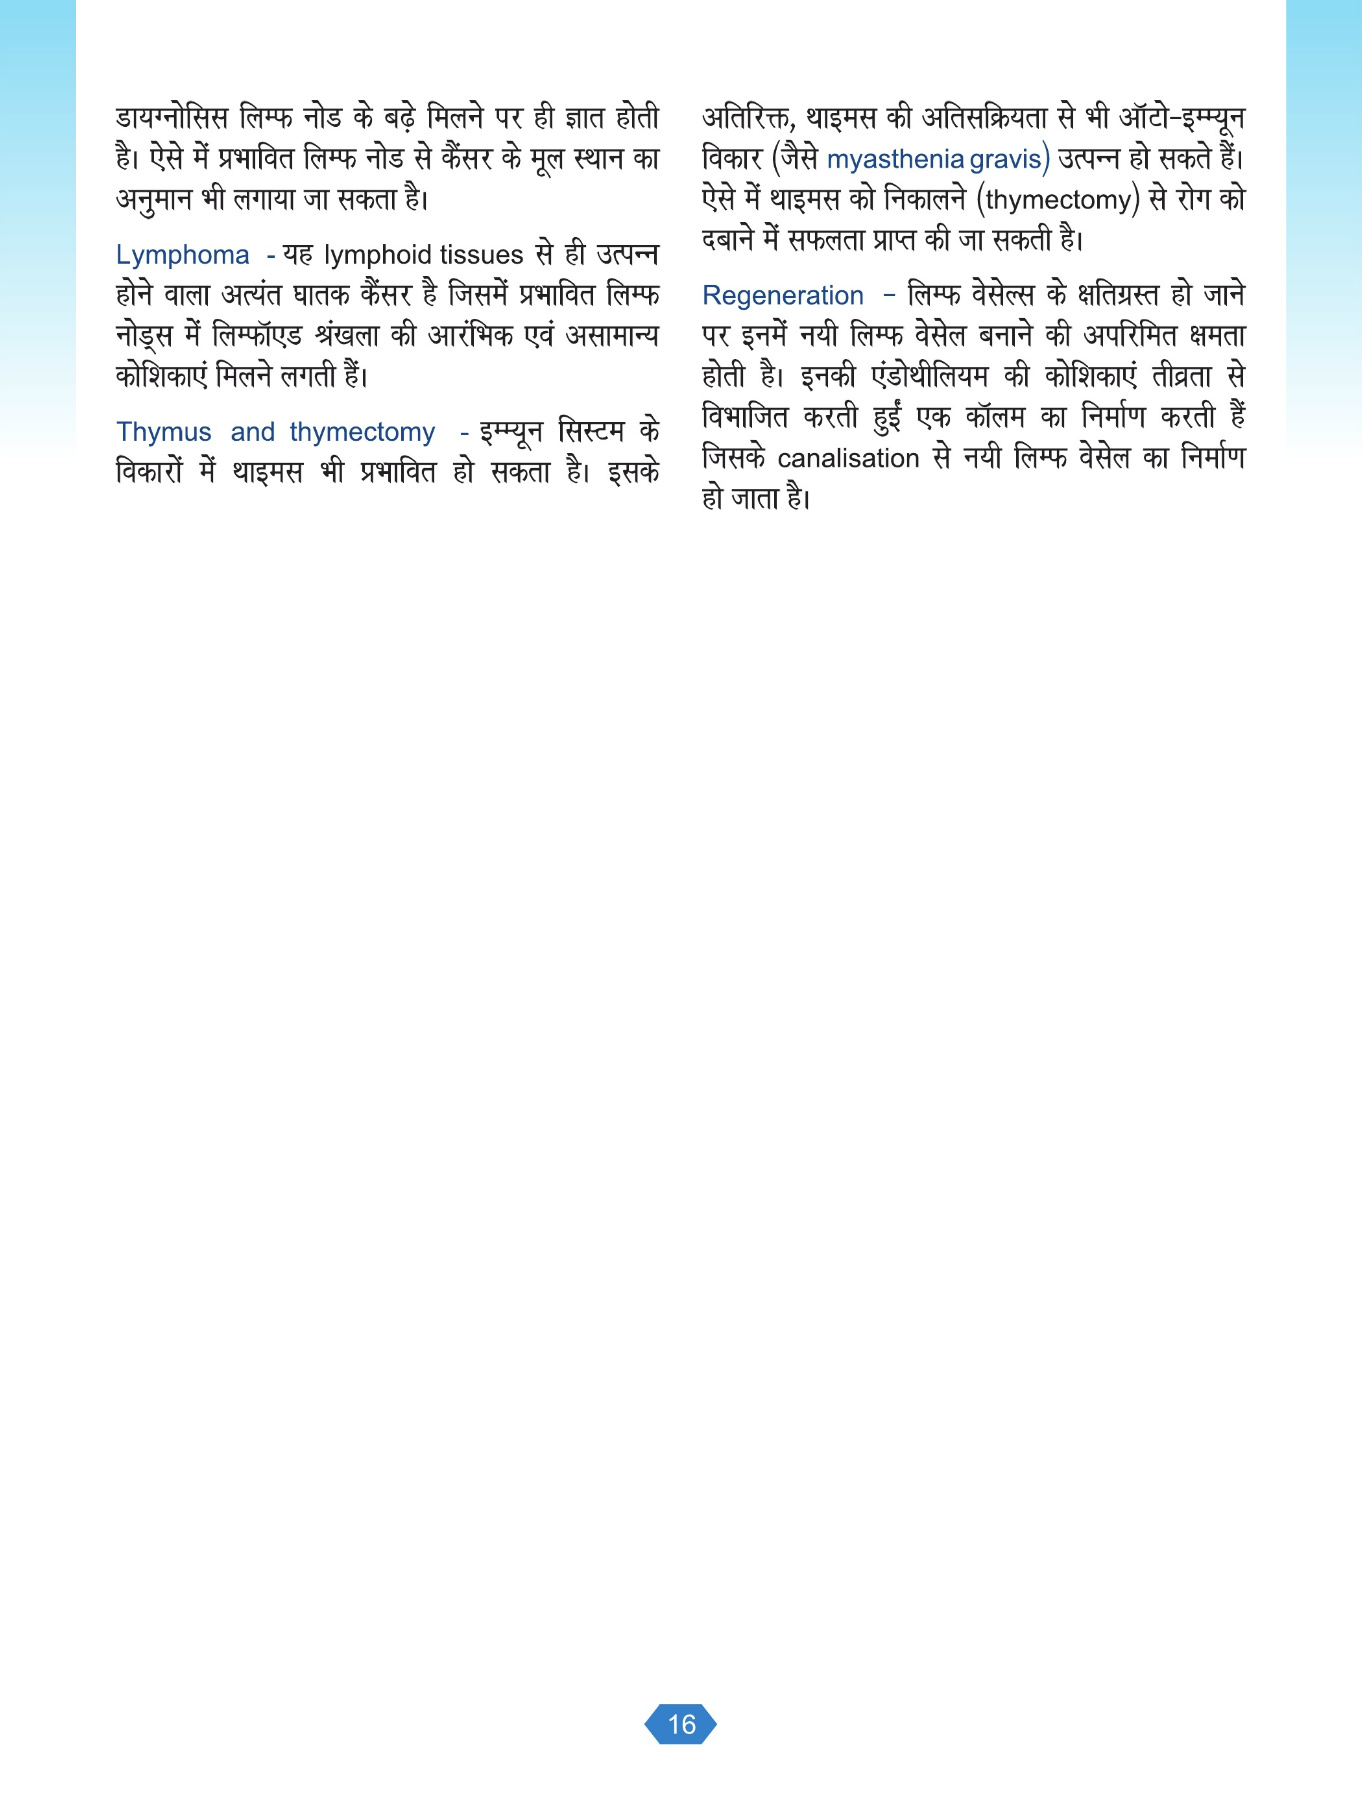 डायग्नोसिस लिम्फ नोड के बढ़े मिलने पर ही ज्ञात होती
है। ऐसे में प्रभावित लिम्फ नोड से कैंसर के मूल स्थान का
अनुमान भी लगाया जा सकता है।
Lymphoma - यह lymphoid tissues से ही उत्पन्न
होने वाला अत्यंत घातक कैंसर है जिसमें प्रभावित लिम्फ
नोड्स में लिम्फॉएड श्रंखला की आरंभिक एवं असामान्य
कोशिकाएं मिलने लगती हैं।
Thymus and thymectomy - इम्म्यून सिस्टम के
विकारों में थाइमस भी प्रभावित हो सकता है। इसके
अतिरिक्त, थाइमस की अतिसक्रियता से भी ऑटो-इम्म्यून
विकार (जैसे myasthenia gravis) उत्पन्न हो सकते हैं।
ऐसे में थाइमस को निकालने (thymectomy) से रोग को
दबाने में सफलता प्राप्त की जा सकती है।
Regeneration – लिम्फ वेसेल्स के क्षतिग्रस्त हो जाने
पर इनमें नयी लिम्फ वेसेल बनाने की अपरिमित क्षमता
होती है। इनकी एंडोथीलियम की कोशिकाएं तीव्रता से
विभाजित करती हुईं एक कॉलम का निर्माण करती हैं
जिसके canalisation से नयी लिम्फ वेसेल का निर्माण
हो जाता है।
16